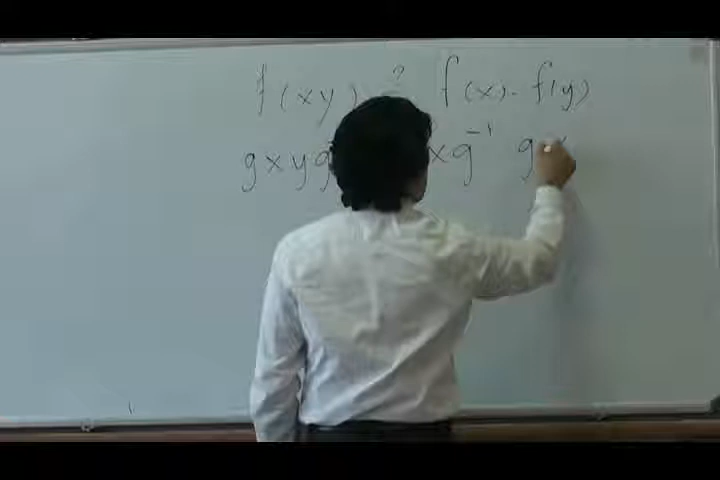 f(xy) ? f(x).f(y)
gxyg xg⁻¹ g